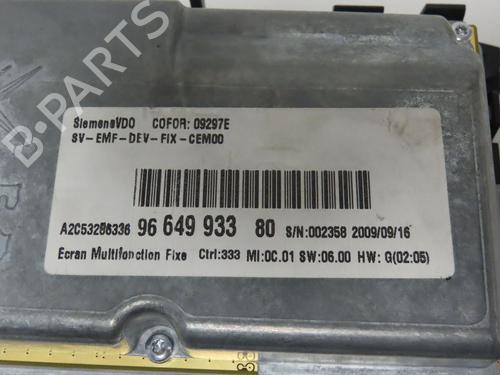 B-PARTS
SiemensVDO COFOR: 09297E
SV-EMF-DEV-FIX-CEM00
A2C53286336 96 649 933 80 S/N:002358 2009/09/16
Ecran Multifonction Fixe Ctrl:333 MI:0C.01 SW:06.00 HW: G(02:05)